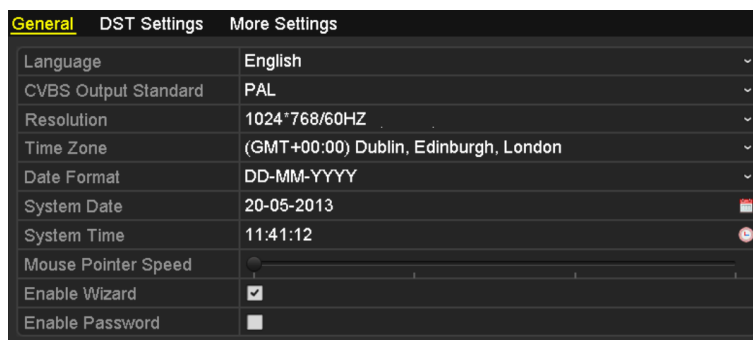 General DST Settings More Settings
Language English
CVBS Output Standard PAL
Resolution 1024*768/60HZ
Time Zone (GMT+00:00) Dublin, Edinburgh, London
Date Format DD-MM-YYYY
System Date 20-05-2013
System Time 11:41:12
Mouse Pointer Speed
Enable Wizard
Enable Password